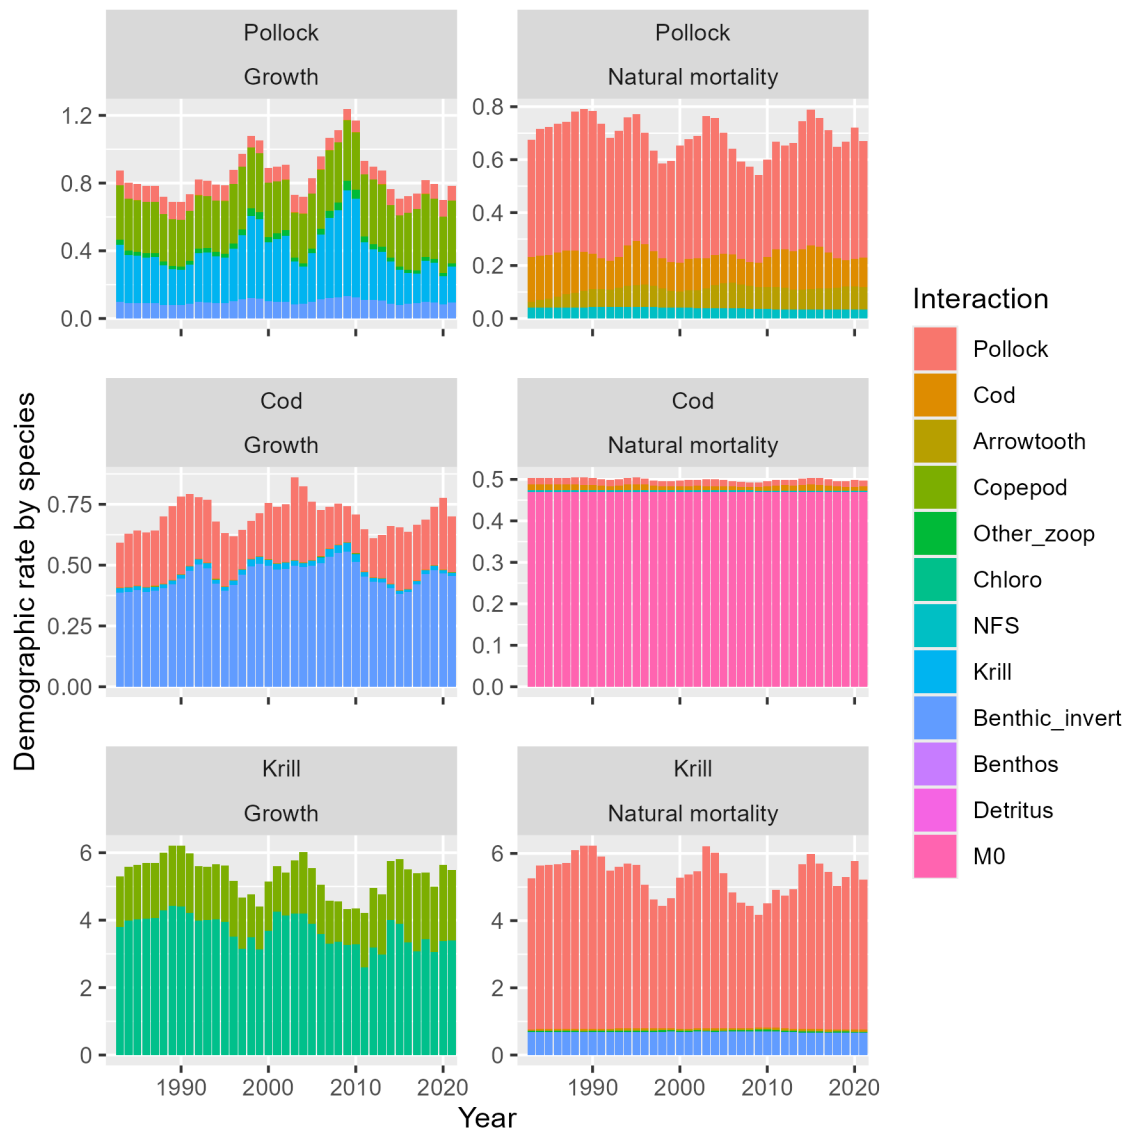 Pollock
Growth
Pollock
Natural mortality
1.2
0.8
0.4
0.0
0.8
0.6
0.4
0.2
0.0
Cod
Growth
Cod
Natural mortality
0.75
0.50
0.25
0.00
0.5
0.4
0.3
0.2
0.1
0.0
Krill
Growth
Krill
Natural mortality
6
4
2
0
6
4
2
0
1990 2000 2010 2020
1990 2000 2010 2020
Year
Demographic rate by species
Interaction
Pollock
Cod
Arrowtooth
Copepod
Other_zoop
Chloro
NFS
Krill
Benthic_invert
Benthos
Detritus
M0